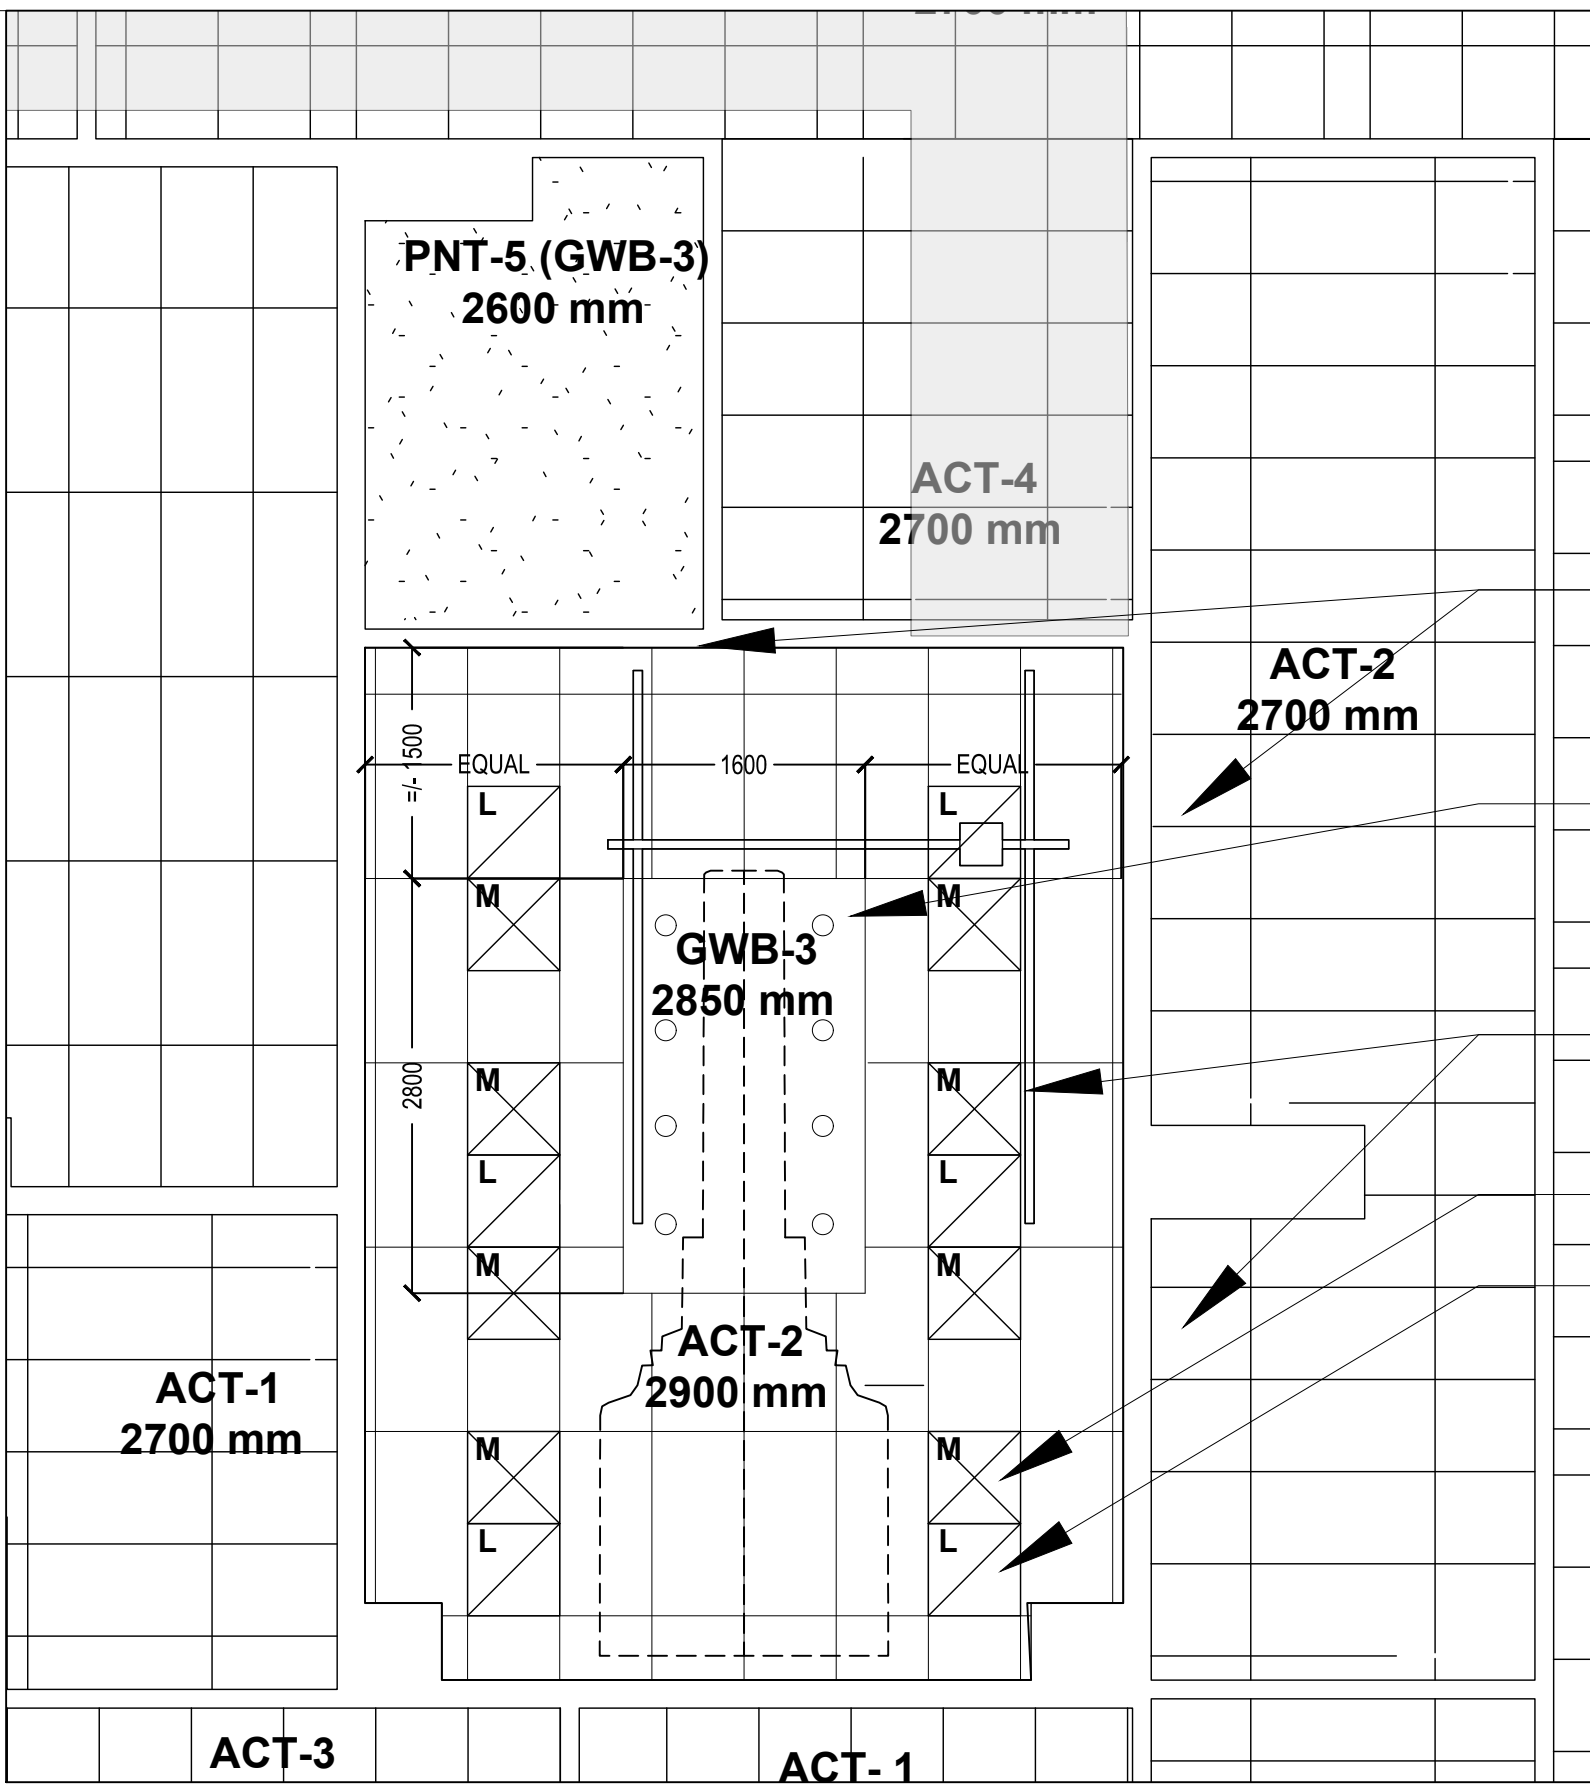 PNT-5 (GWB-3)
2600 mm
ACT-4
2700 mm
ACT-2
2700 mm
=/- 1500
EQUAL
1600
EQUAL
L
L
M
M
GWB-3
2850 mm
2800
M
M
L
L
M
M
ACT-2
2900 mm
ACT-1
2700 mm
M
M
L
L
ACT-3
ACT- 1